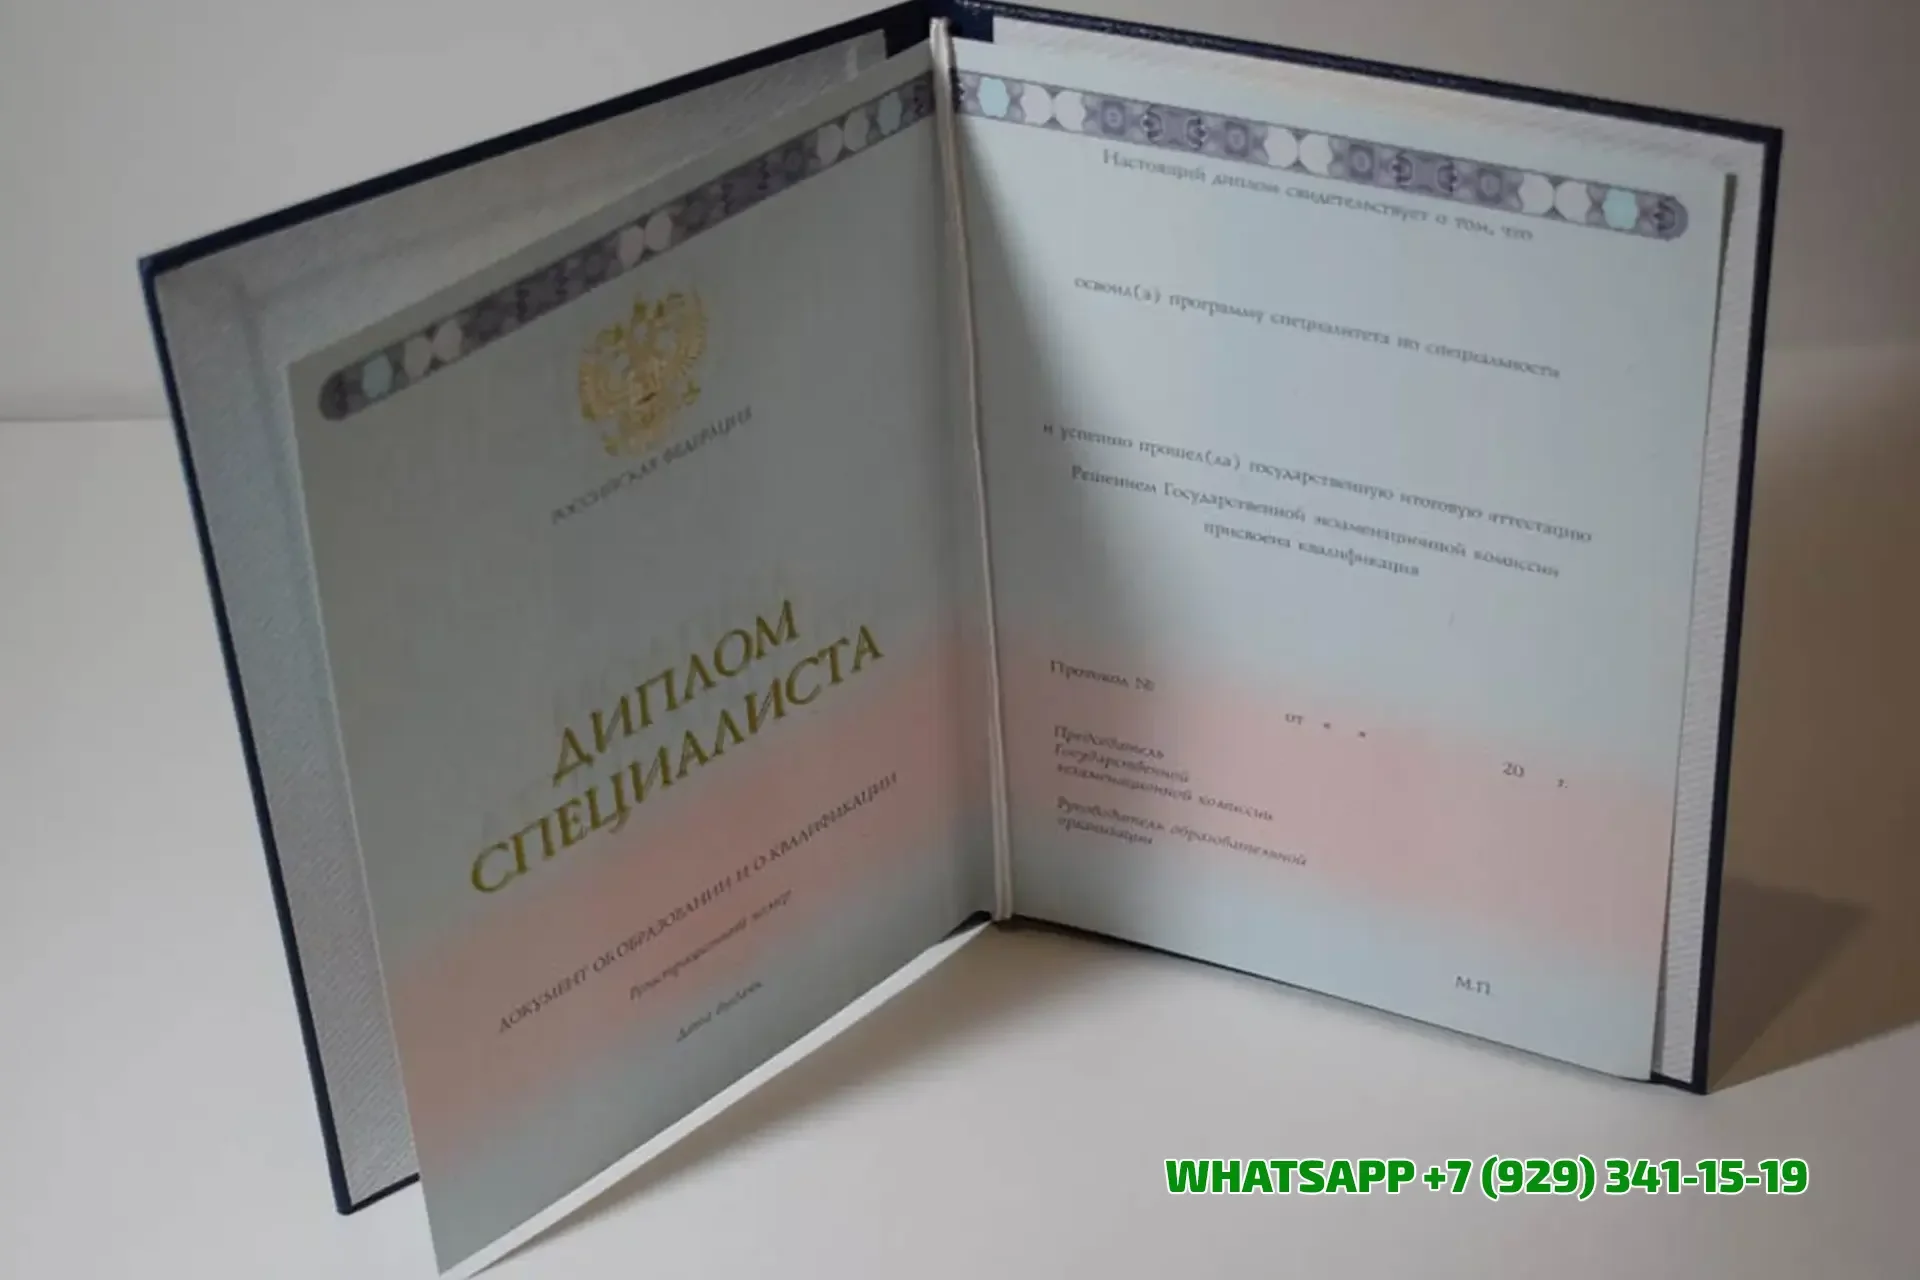 РОССИЙСКАЯ ФЕДЕРАЦИЯ
ДИПЛОМ
СПЕЦИАЛИСТА
ДОКУМЕНТ ОБ ОБРАЗОВАНИИ И О КВАЛИФИКАЦИИ
Регистрационный номер
Дата выдачи
Настоящий диплом свидетельствует о том, что
освоил(а) программу специалитета по специальности
и успешно прошел(ла) государственную итоговую аттестацию
Решением Государственной экзаменационной комиссии
присвоена квалификация
Протокол №
от « » 20 г.
Председатель
Государственной
экзаменационной комиссии
Руководитель образовательной
организации
М.П.
WHATSAPP +7 (929) 341-15-19